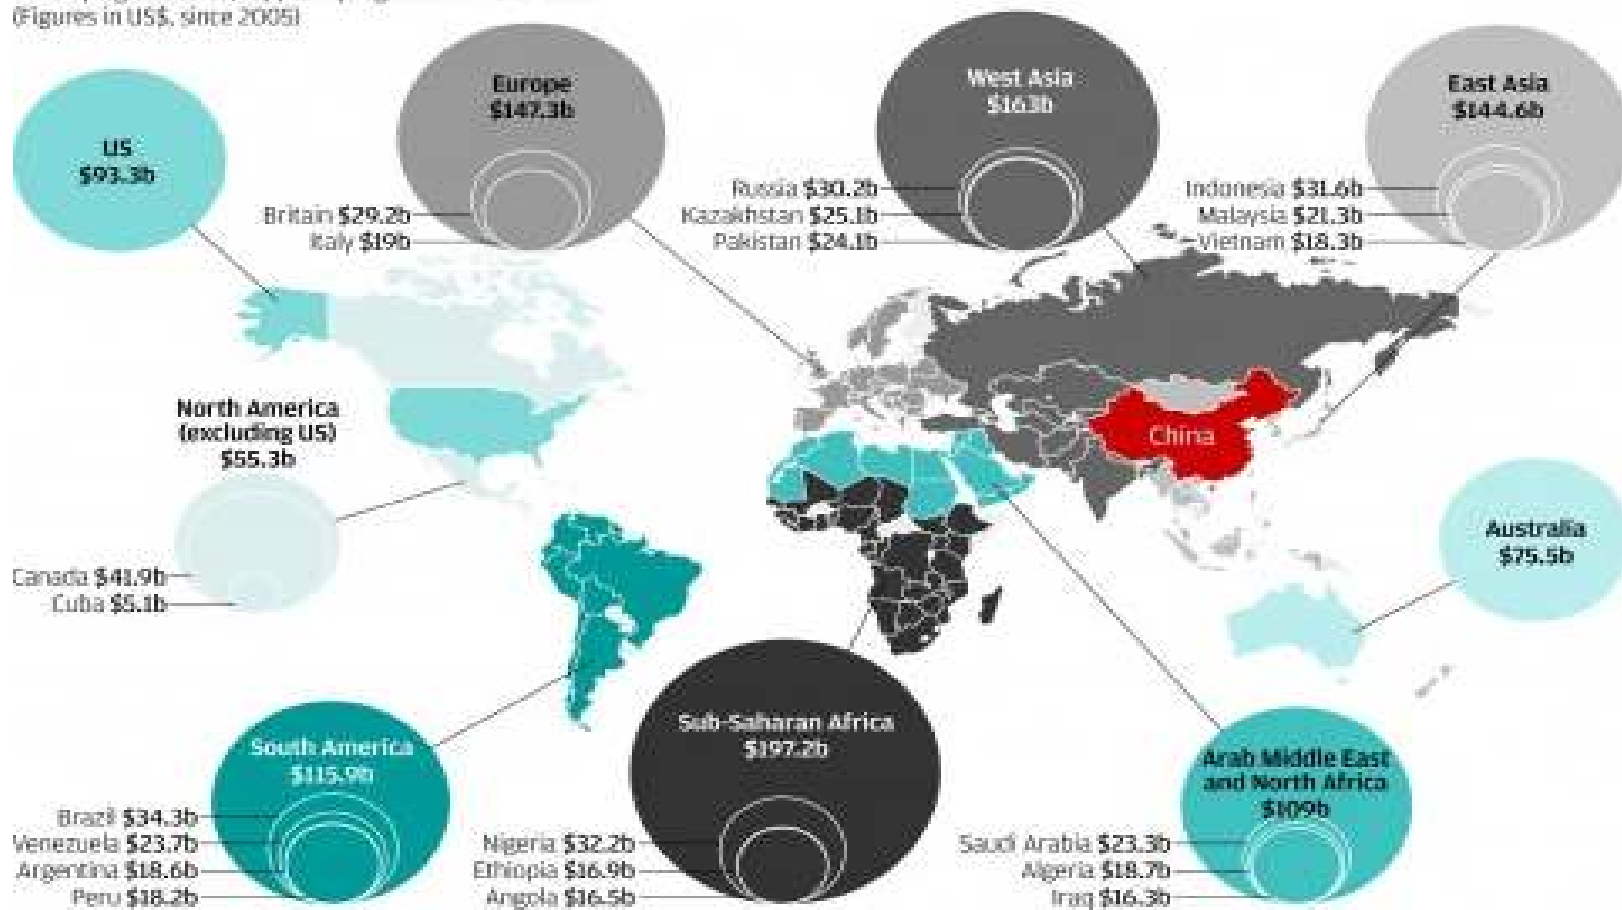 (Figures in US$, since 2005)
US
$93.3b
Europe
$147.3b
Britain $29.2b
Italy $19b
West Asia
$163b
Russia $30.2b
Kazakhstan $25.1b
Pakistan $24.1b
East Asia
$144.6b
Indonesia $31.6b
Malaysia $21.3b
Vietnam $18.3b
North America
(excluding US)
$55.3b
Canada $41.9b
Cuba $5.1b
China
Australia
$75.5b
South America
$115.9b
Brazil $34.3b
Venezuela $23.7b
Argentina $18.6b
Peru $18.2b
Sub-Saharan Africa
$197.2b
Nigeria $32.2b
Ethiopia $16.9b
Angola $16.5b
Arab Middle East
and North Africa
$109b
Saudi Arabia $23.3b
Algeria $18.7b
Iraq $16.3b